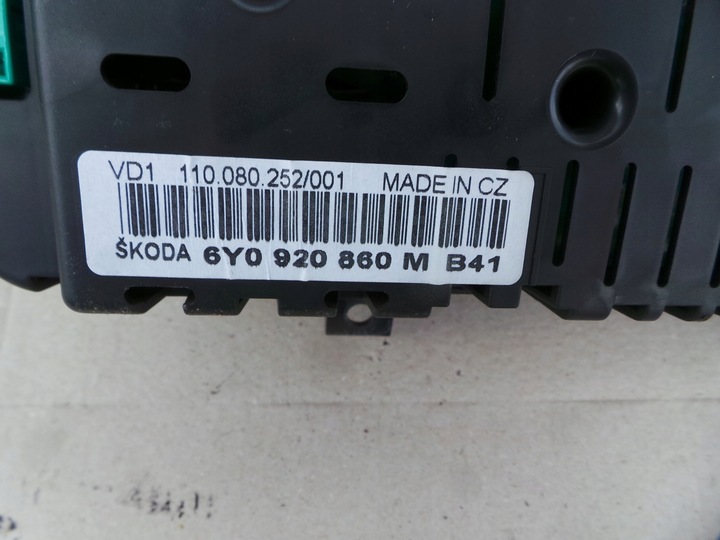 VD1 110.080.252/001 MADE IN CZ
ŠKODA 6Y0 920 860 M B41